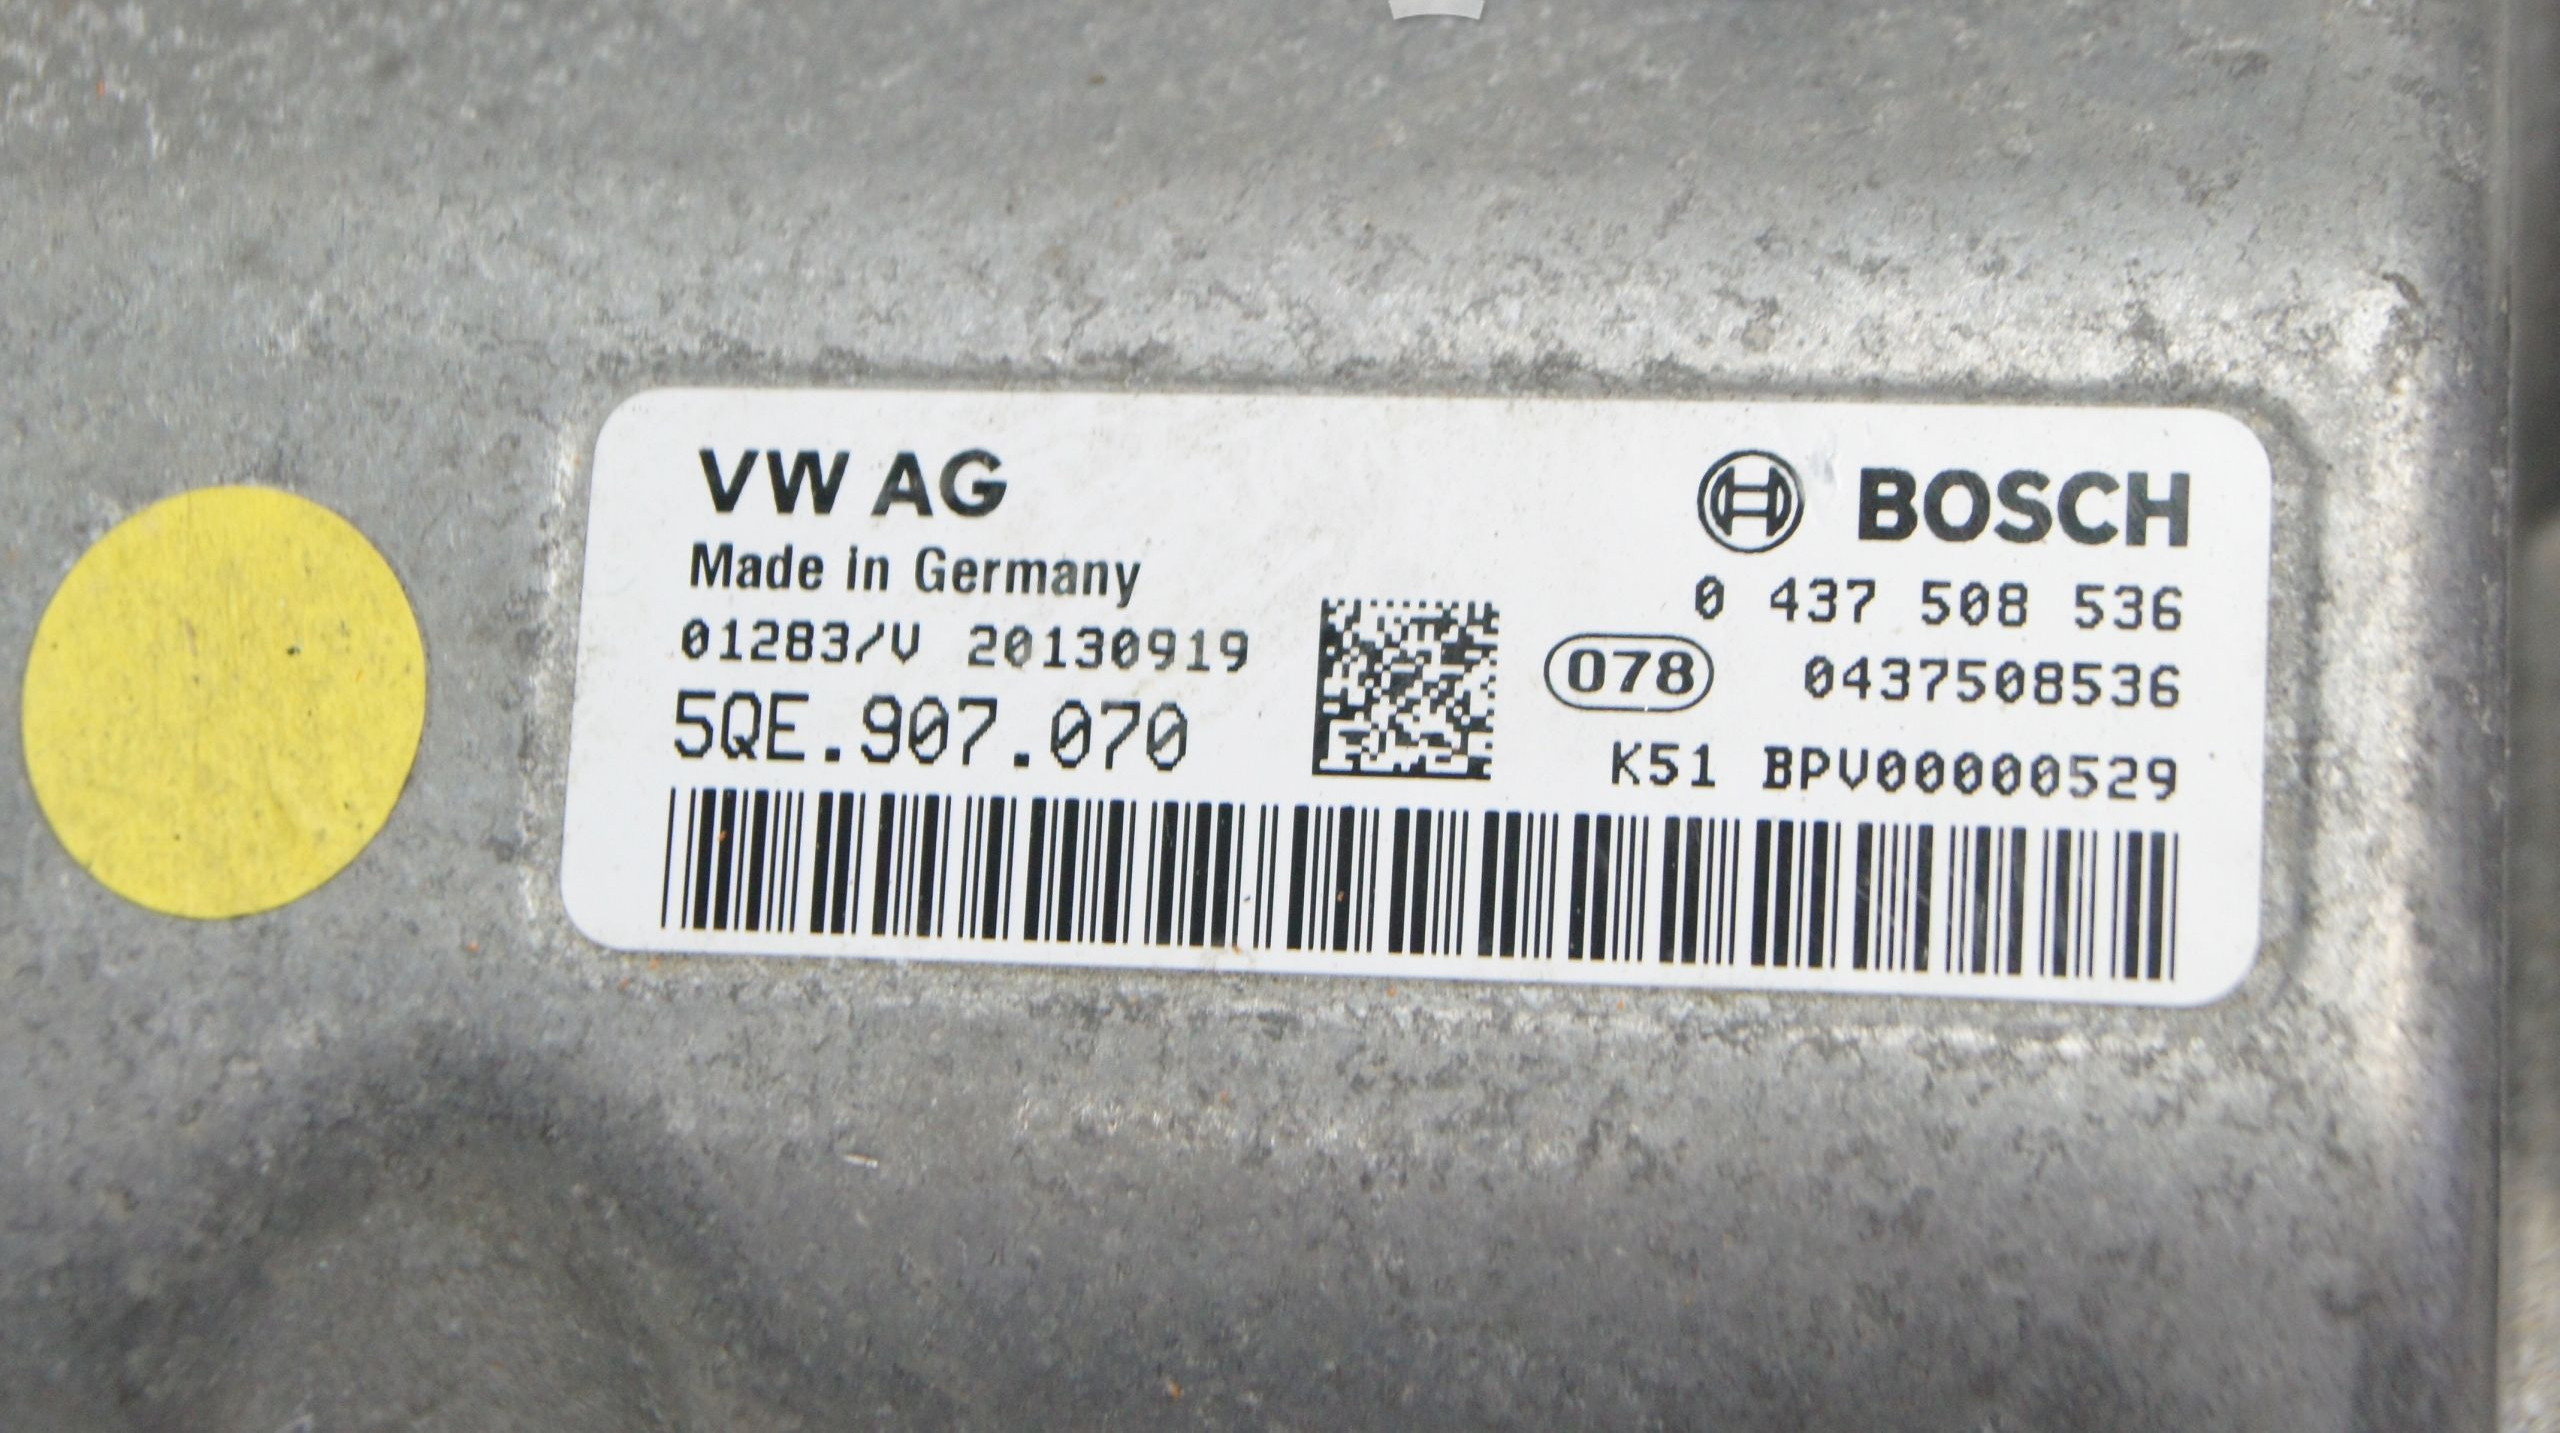 VW AG
Made in Germany
01283/V 20130919
5QE.907.070
BOSCH
0 437 508 536
078 0437508536
K51 BPV00000529